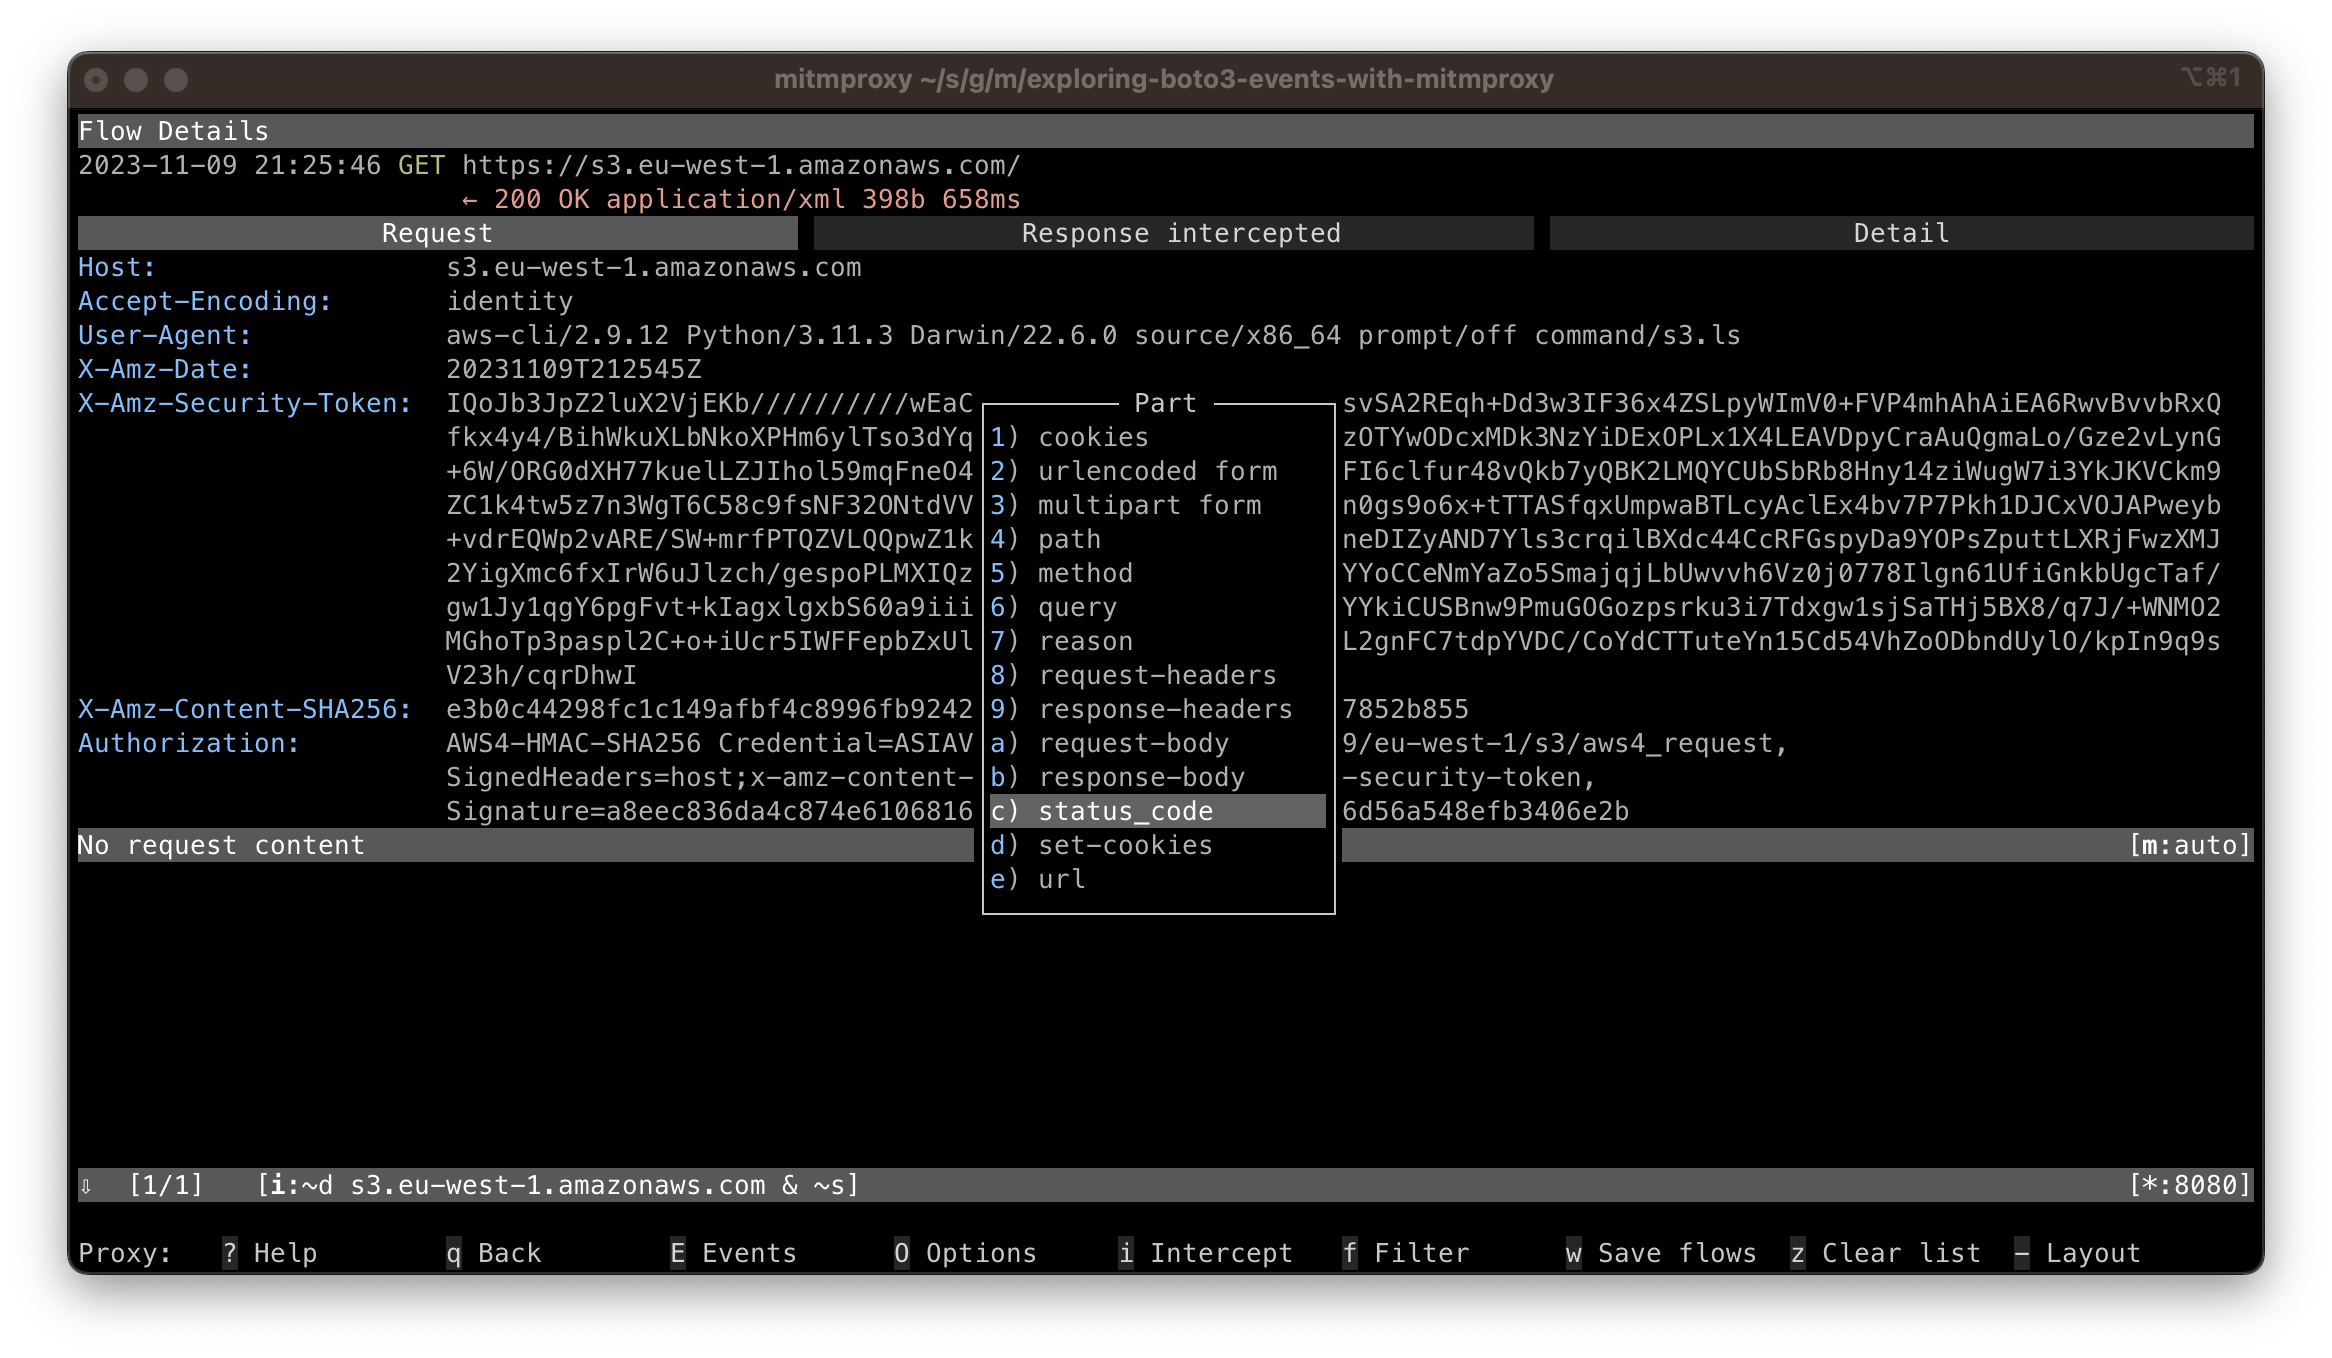 mitmproxy ~/s/g/m/exploring-boto3-events-with-mitmproxy ⌥⌘1
Flow Details
2023-11-09 21:25:46 GET https://s3.eu-west-1.amazonaws.com/
← 200 OK application/xml 398b 658ms
Request Response intercepted Detail
Host: s3.eu-west-1.amazonaws.com
Accept-Encoding: identity
User-Agent: aws-cli/2.9.12 Python/3.11.3 Darwin/22.6.0 source/x86_64 prompt/off command/s3.ls
X-Amz-Date: 20231109T212545Z
X-Amz-Security-Token: IQoJb3JpZ2luX2VjEKb//////////wEaC Part svSA2REqh+Dd3w3IF36x4ZSLpyWImV0+FVP4mhAhAiEA6RwvBvvbRxQ
fkx4y4/BihWkuXLbNkoXPHm6ylTso3dYq 1) cookies zOTYwODcxMDk3NzYiDExOPLx1X4LEAVDpyCraAuQgmaLo/Gze2vLynG
+6W/ORG0dXH77kuelLZJIhol59mqFneO4 2) urlencoded form FI6clfur48vQkb7yQBK2LMQYCUbSbRb8Hny14ziWugW7i3YkJKVCkm9
ZC1k4tw5z7n3WgT6C58c9fsNF32ONtdVV 3) multipart form n0gs9o6x+tTTASfqxUmpwaBTLcyAclEx4bv7P7Pkh1DJCxVOJAPweyb
+vdrEQWp2vARE/SW+mrfPTQZVLQQpwZ1k 4) path neDIZyAND7Yls3crqilBXdc44CcRFGspyDa9YOPsZputtLXRjFwzXMJ
2YigXmc6fxIrW6uJlzch/gespoPLMXIQz 5) method YYoCCeNmYaZo5SmajqjLbUwvvh6Vz0j0778Ilgn61UfiGnkbUgcTaf/
gw1Jy1qgY6pgFvt+kIagxlgxbS60a9iii 6) query YYkiCUSBnw9PmuGOGozpsrku3i7Tdxgw1sjSaTHj5BX8/q7J/+WNMO2
MGhoTp3paspl2C+o+iUcr5IWFFepbZxUl 7) reason L2gnFC7tdpYVDC/CoYdCTTuteYn15Cd54VhZoODbndUylO/kpIn9q9s
V23h/cqrDhwI 8) request-headers
X-Amz-Content-SHA256: e3b0c44298fc1c149afbf4c8996fb9242 9) response-headers 7852b855
Authorization: AWS4-HMAC-SHA256 Credential=ASIAV a) request-body 9/eu-west-1/s3/aws4_request,
SignedHeaders=host;x-amz-content- b) response-body -security-token,
Signature=a8eec836da4c874e6106816 c) status_code 6d56a548efb3406e2b
No request content d) set-cookies [m:auto]
e) url
⇩ [1/1] [i:~d s3.eu-west-1.amazonaws.com & ~s] [*:8080]
Proxy: ? Help q Back E Events O Options i Intercept f Filter w Save flows z Clear list - Layout